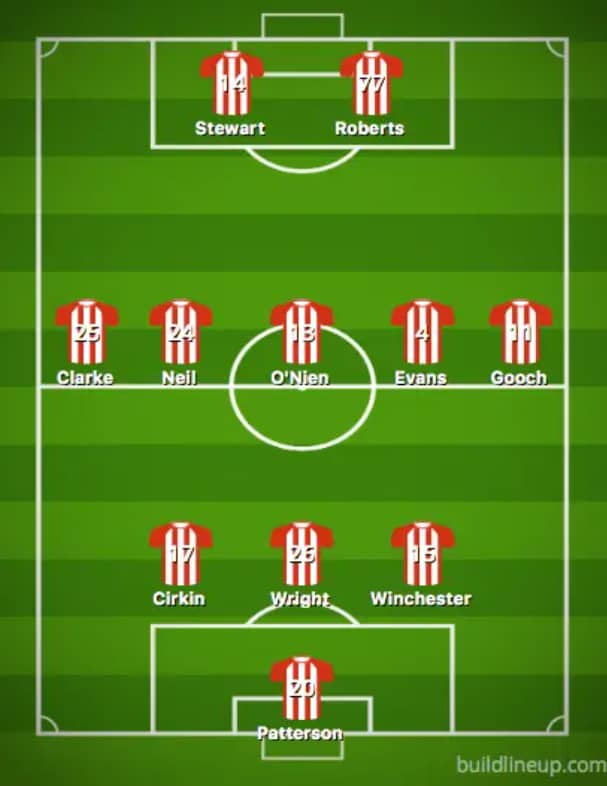 14 77
Stewart Roberts
25 24 13 4 11
Clarke Neil O'Nien Evans Gooch
17 26 15
Cirkin Wright Winchester
20
Patterson
buildlineup.com